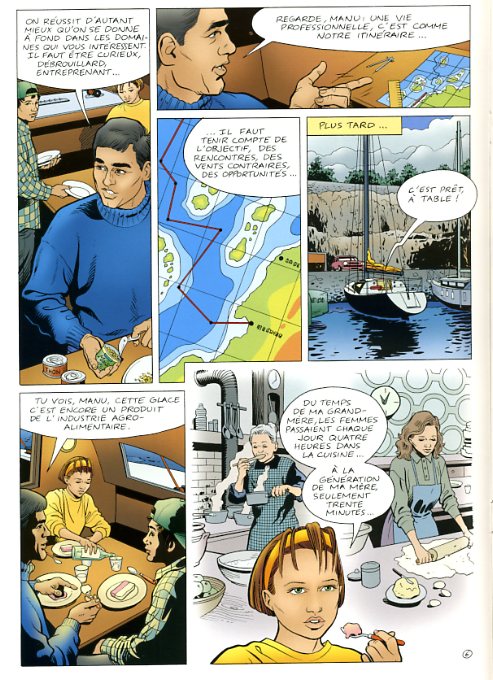 ON RÉUSSIT D'AUTANT
MIEUX QU'ON SE DONNE
À FOND DANS LES DOMAI-
NES QUI VOUS INTÉRESSENT.
IL FAUT ÊTRE CURIEUX,
DÉBROUILLARD,
ENTREPRENANT...
REGARDE, MANU : UNE VIE
PROFESSIONNELLE, C'EST COMME
NOTRE ITINÉRAIRE ...
... IL FAUT
TENIR COMPTE DE
L'OBJECTIF, DES
RENCONTRES, DES
VENTS CONTRAIRES,
DES OPPORTUNITÉS ...
PLUS TARD ...
C'EST PRÊT,
À TABLE !
TU VOIS, MANU, CETTE GLACE
C'EST ENCORE UN PRODUIT
DE L'INDUSTRIE AGRO-
ALIMENTAIRE.
DU TEMPS
DE MA GRAND-
MÈRE, LES FEMMES
PASSAIENT CHAQUE
JOUR QUATRE
HEURES DANS
LA CUISINE ...
À LA
GÉNÉRATION
DE MA MÈRE,
SEULEMENT
TRENTE
MINUTES...
6